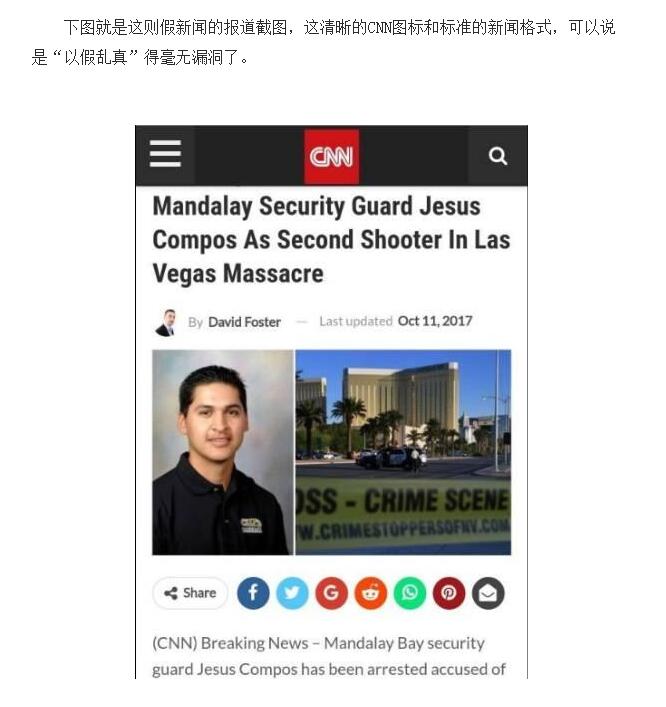 下图就是这则假新闻的报道截图，这清晰的CNN图标和标准的新闻格式，可以说
是“以假乱真”得毫无漏洞了。
CNN
Mandalay Security Guard Jesus
Compos As Second Shooter In Las
Vegas Massacre
By David Foster — Last updated Oct 11, 2017
OSS - CRIME SCENE
W.CRIMESTOPPERSOFNV.COM
Share
(CNN) Breaking News – Mandalay Bay security
guard Jesus Compos has been arrested accused of